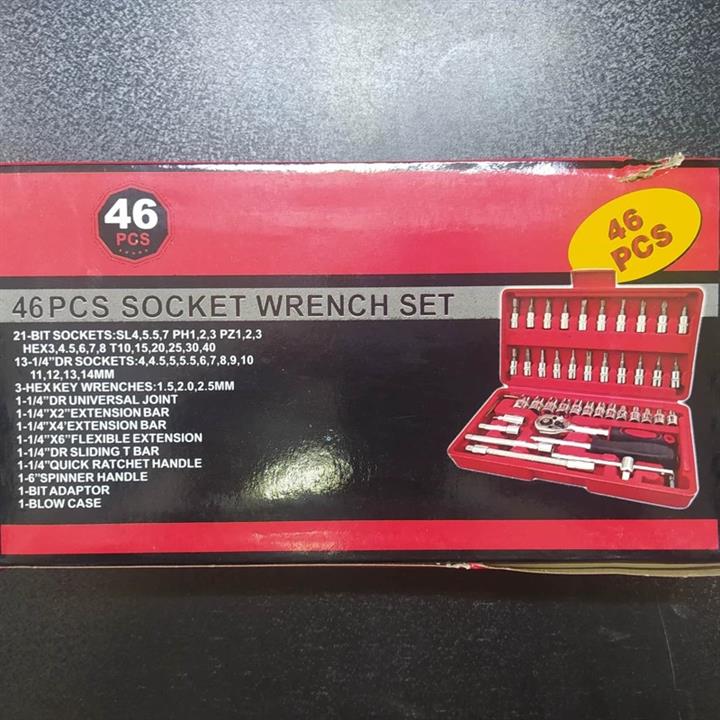 46
PCS
46
PCS
46PCS SOCKET WRENCH SET
21-BIT SOCKETS:SL4,5.5,7 PH1,2,3 PZ1,2,3
HEX3,4,5,6,7,8 T10,15,20,25,30,40
13-1/4"DR SOCKETS:4,4.5,5,5.5,6,7,8,9,10
11,12,13,14MM
3-HEX KEY WRENCHES:1.5,2.0,2.5MM
1-1/4"DR UNIVERSAL JOINT
1-1/4"X2"EXTENSION BAR
1-1/4"X4'EXTENSION BAR
1-1/4"X6"FLEXIBLE EXTENSION
1-1/4"DR SLIDING T BAR
1-1/4"QUICK RATCHET HANDLE
1-6"SPINNER HANDLE
1-BIT ADAPTOR
1-BLOW CASE